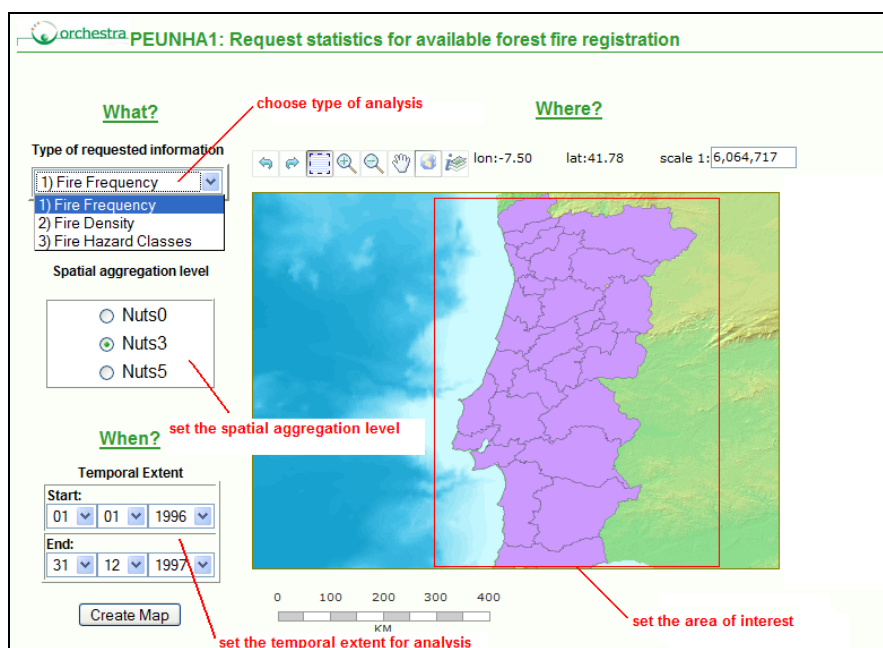 orchestra PEUNHA1: Request statistics for available forest fire registration
What?
choose type of analysis
Where?
Type of requested information
lon:-7.50 lat:41.78 scale 1: 6,064,717
1) Fire Frequency
1) Fire Frequency
2) Fire Density
3) Fire Hazard Classes
Spatial aggregation level
Nuts0
Nuts3
Nuts5
set the spatial aggregation level
When?
Temporal Extent
Start:
01 01 1996
End:
31 12 1997
Create Map
0 100 200 300 400
KM
set the area of interest
set the temporal extent for analysis